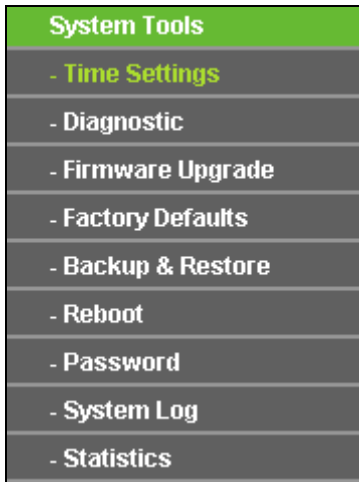 System Tools
- Time Settings
- Diagnostic
- Firmware Upgrade
- Factory Defaults
- Backup & Restore
- Reboot
- Password
- System Log
- Statistics